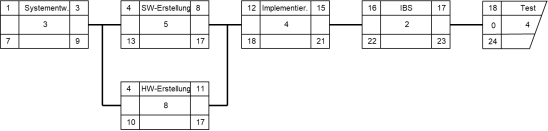 1 Systementw. 3
3
7 9
4 SW-Erstellung 8
5
13 17
4 HW-Erstellung 11
8
10 17
12 Implementier. 15
4
18 21
16 IBS 17
2
22 23
18 Test
0 4
24